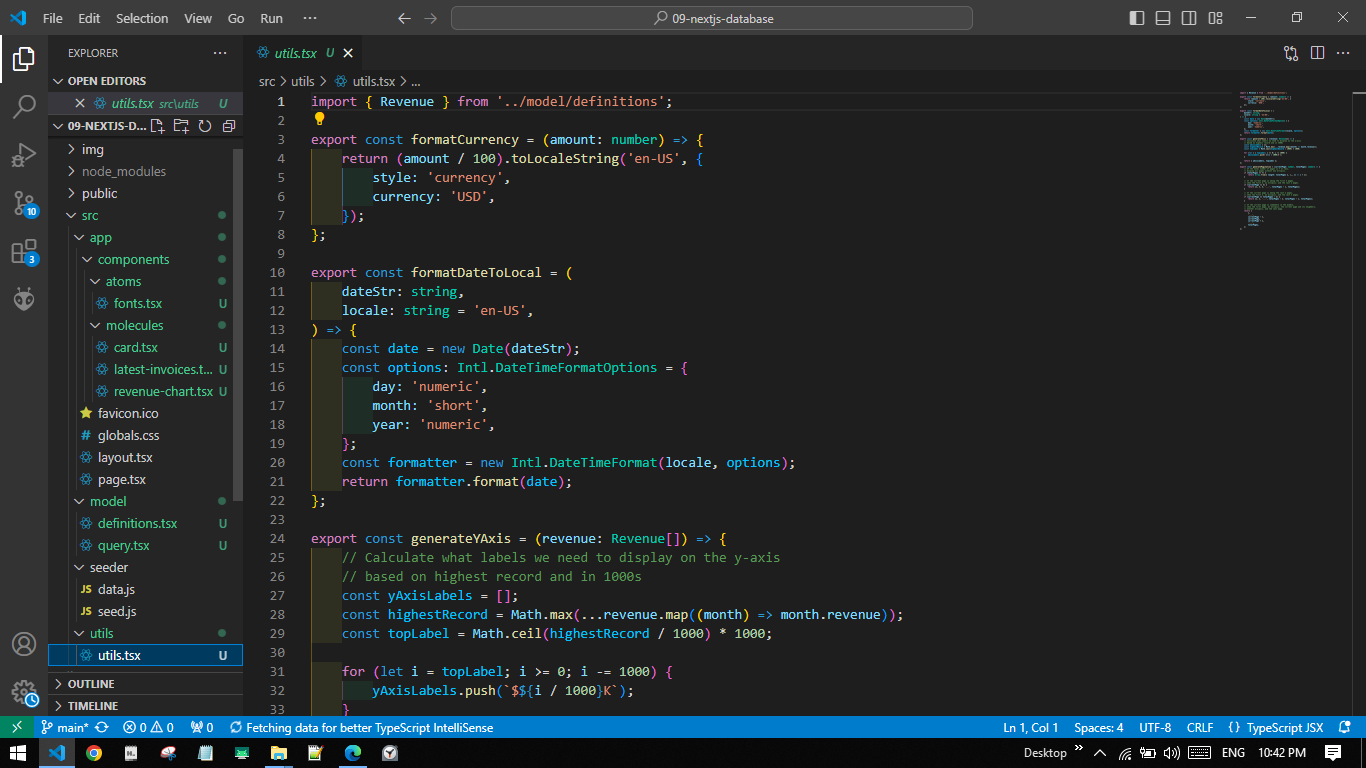 File Edit Selection View Go Run ··· 09-nextjs-database
EXPLORER ···
OPEN EDITORS
utils.tsx src\utils U
09-NEXTJS-D...
img
node_modules
public
src
app
components
atoms
fonts.tsx U
molecules
card.tsx U
latest-invoices.t... U
revenue-chart.tsx U
favicon.ico
# globals.css
layout.tsx
page.tsx
model
definitions.tsx U
query.tsx U
seeder
JS data.js
JS seed.js
utils
utils.tsx U
OUTLINE
TIMELINE
10
3
utils.tsx U
src > utils > utils.tsx > ...
1 import { Revenue } from '../model/definitions';
2
3 export const formatCurrency = (amount: number) => {
4 return (amount / 100).toLocaleString('en-US', {
5 style: 'currency',
6 currency: 'USD',
7 });
8 };
9
10 export const formatDateToLocal = (
11 dateStr: string,
12 locale: string = 'en-US',
13 ) => {
14 const date = new Date(dateStr);
15 const options: Intl.DateTimeFormatOptions = {
16 day: 'numeric',
17 month: 'short',
18 year: 'numeric',
19 };
20 const formatter = new Intl.DateTimeFormat(locale, options);
21 return formatter.format(date);
22 };
23
24 export const generateYAxis = (revenue: Revenue[]) => {
25 // Calculate what labels we need to display on the y-axis
26 // based on highest record and in 1000s
27 const yAxisLabels = [];
28 const highestRecord = Math.max(...revenue.map((month) => month.revenue));
29 const topLabel = Math.ceil(highestRecord / 1000) * 1000;
30
31 for (let i = topLabel; i >= 0; i -= 1000) {
32 yAxisLabels.push(`$${i / 1000}K`);
33 }
main* 0 0 0 Fetching data for better TypeScript IntelliSense Ln 1, Col 1 Spaces: 4 UTF-8 CRLF {} TypeScript JSX
Desktop ENG 10:42 PM